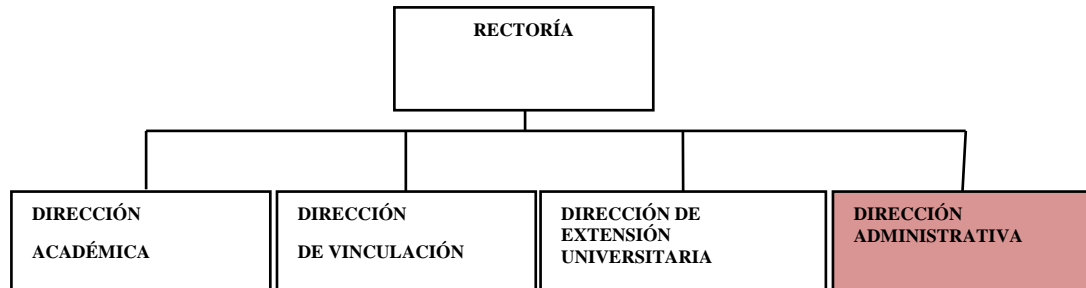 RECTORÍA
DIRECCIÓN
ACADÉMICA
DIRECCIÓN
DE VINCULACIÓN
DIRECCIÓN DE
EXTENSIÓN
UNIVERSITARIA
DIRECCIÓN
ADMINISTRATIVA